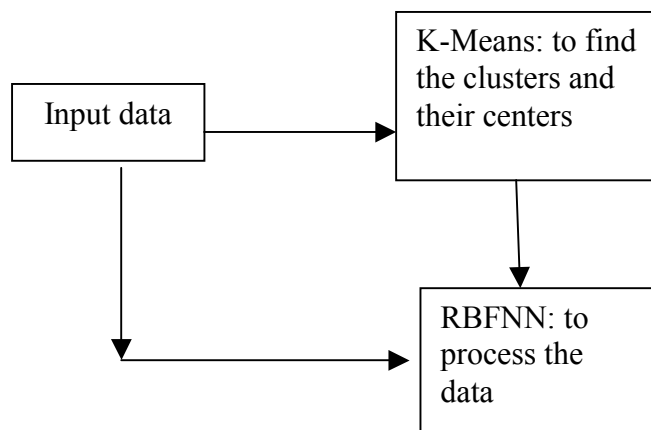 Input data
K-Means: to find
the clusters and
their centers
RBFNN: to
process the
data